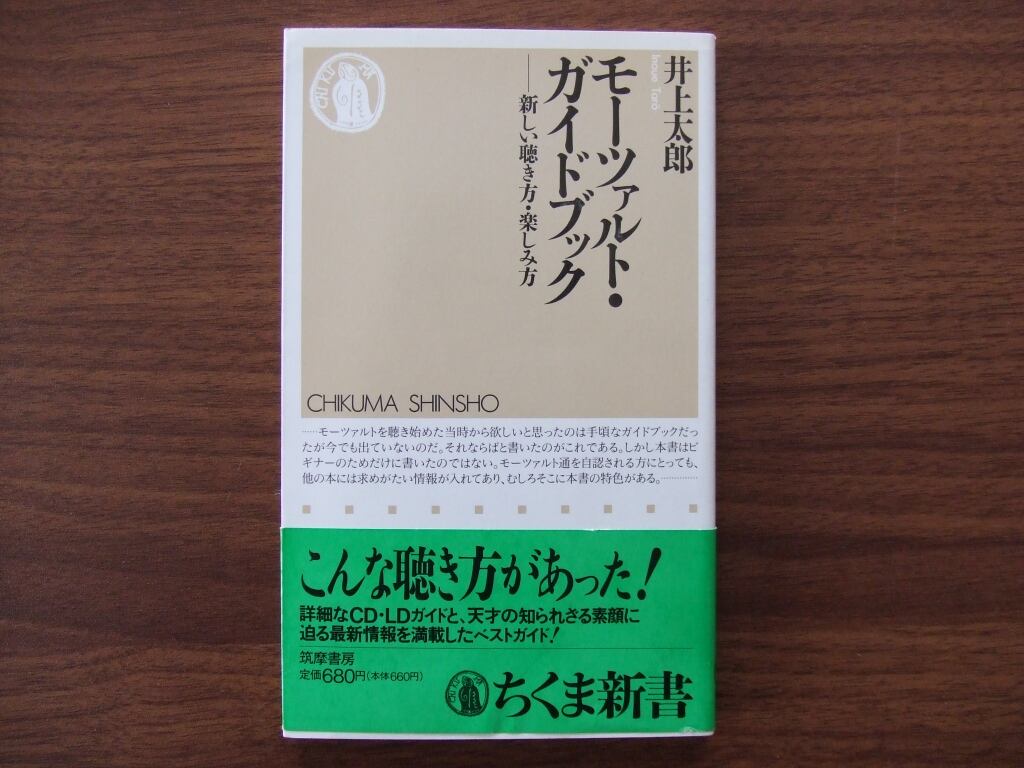 井上太郎
Inoue Tarō
モーツァルト・
ガイドブック
──新しい聴き方・楽しみ方
CHIKUMA SHINSHO
……モーツァルトを聴き始めた当時から欲しいと思ったのは手頃なガイドブックだっ
たが今でも出ていないのだ。それならばと書いたのがこれである。しかし本書はビ
ギナーのためだけに書いたのではない。モーツァルト通を自認される方にとっても、
他の本には求めがたい情報が入れてあり、むしろそこに本書の特色がある。…………
こんな聴き方があった!
詳細なCD・LDガイドと、天才の知られざる素顔に
迫る最新情報を満載したベストガイド!
筑摩書房
定価680円(本体660円)
ちくま新書